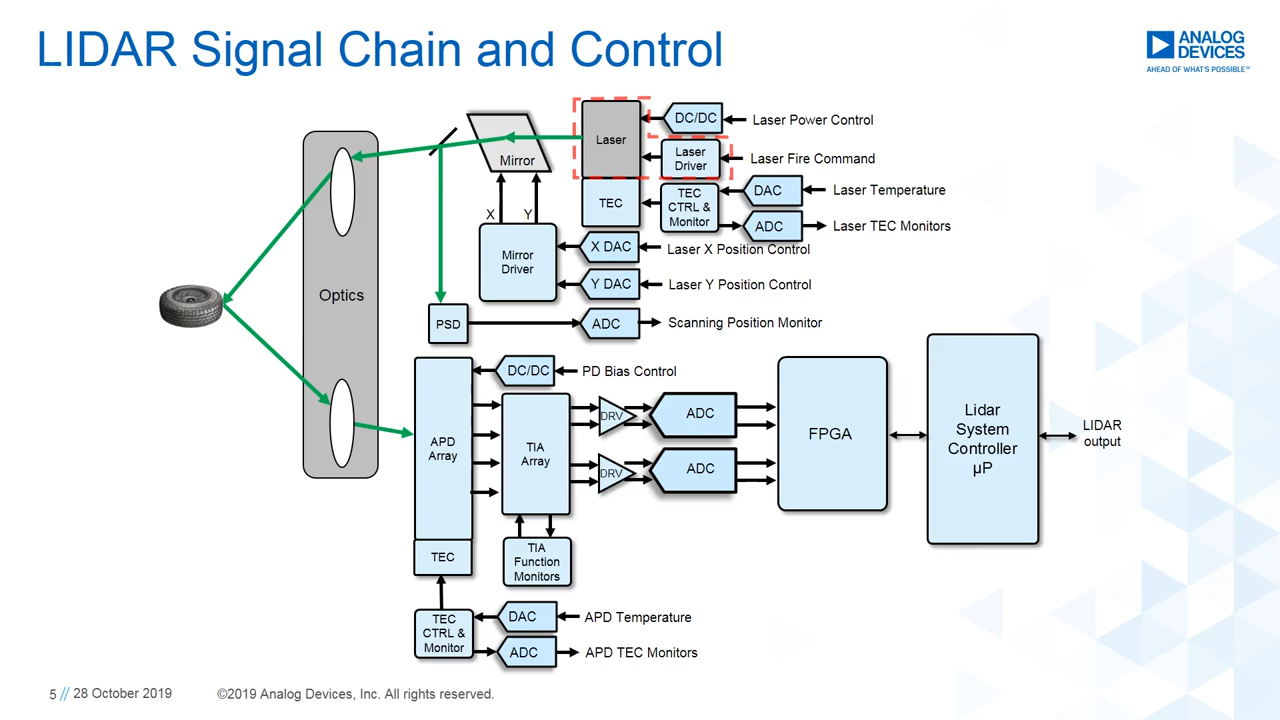 LIDAR Signal Chain and Control
ANALOG
DEVICES
AHEAD OF WHAT'S POSSIBLE™
Laser
DC/DC
Laser Power Control
Laser
Driver
Laser Fire Command
Mirror
TEC
TEC
CTRL &
Monitor
DAC
Laser Temperature
ADC
Laser TEC Monitors
X
Y
Mirror
Driver
X DAC
Laser X Position Control
Y DAC
Laser Y Position Control
Optics
PSD
ADC
Scanning Position Monitor
DC/DC
PD Bias Control
APD
Array
TIA
Array
DRV
ADC
DRV
ADC
FPGA
Lidar
System
Controller
µP
LIDAR
output
TEC
TIA
Function
Monitors
TEC
CTRL &
Monitor
DAC
APD Temperature
ADC
APD TEC Monitors
5 // 28 October 2019
©2019 Analog Devices, Inc. All rights reserved.